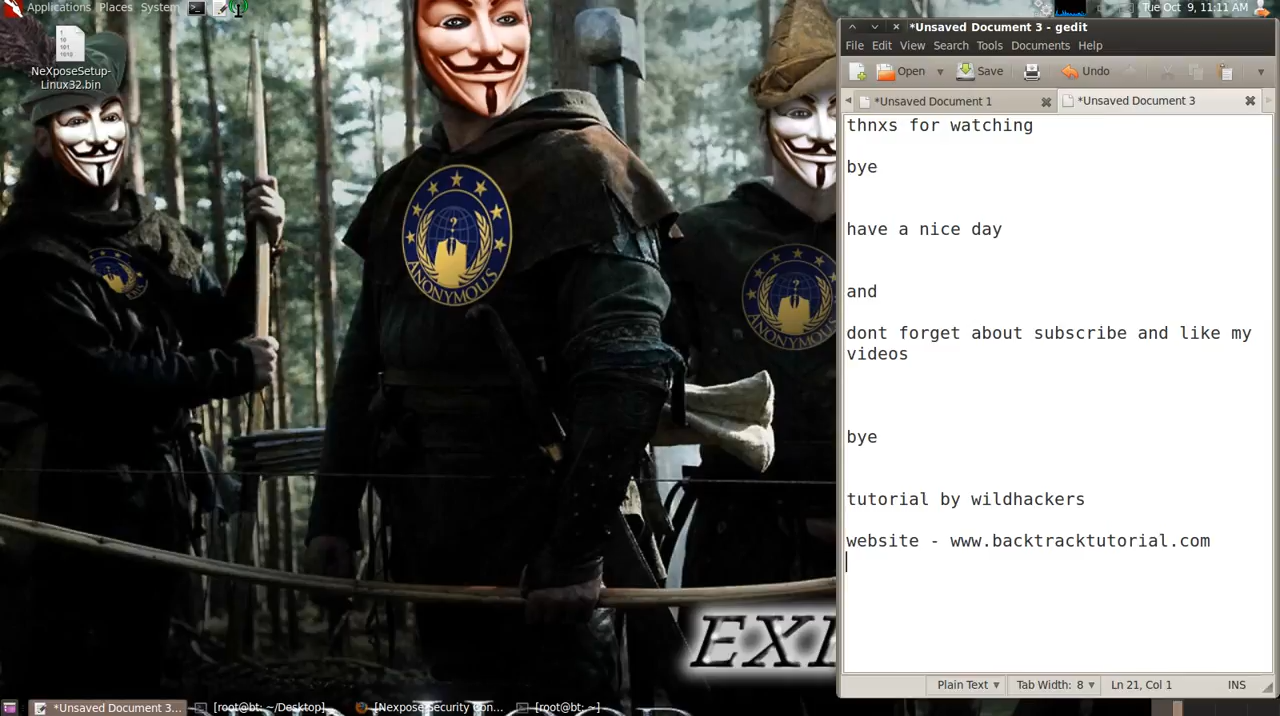 Applications Places System
Tue Oct 9, 11:11 AM
NeXposeSetup-
Linux32.bin
ANONYMOUS
ANONYMOUS
*Unsaved Document 3 - gedit
File Edit View Search Tools Documents Help
Open Save Undo
*Unsaved Document 1
*Unsaved Document 3
thnxs for watching
bye
have a nice day
and
dont forget about subscribe and like my
videos
bye
tutorial by wildhackers
website - www.backtracktutorial.com
Plain Text Tab Width: 8 Ln 21, Col 1 INS
*Unsaved Document 3...
[root@bt: ~/Desktop]
[Nexpose Security Con...
[root@bt: ~]